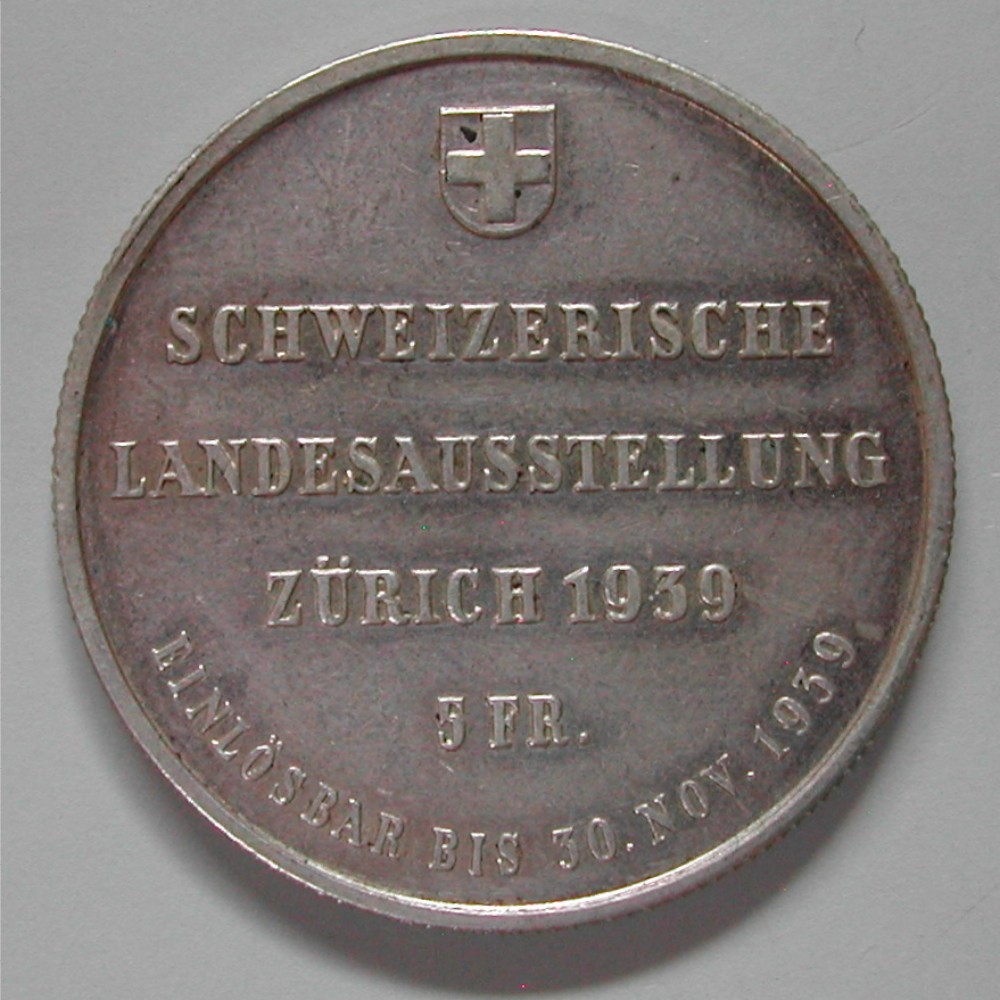 SCHWEIZERISCHE
LANDESAUSSTELLUNG
ZÜRICH 1939
5 FR.
EINLÖSBAR BIS 30. NOV. 1939